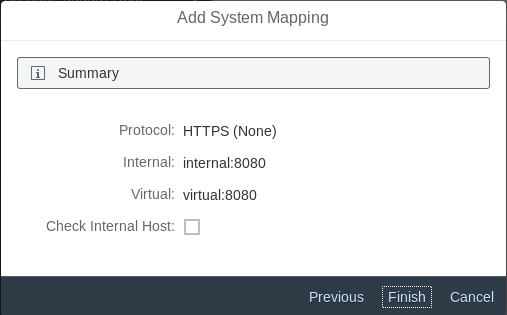 Add System Mapping
Summary
Protocol: HTTPS (None)
Internal: internal:8080
Virtual: virtual:8080
Check Internal Host:
Previous Finish Cancel